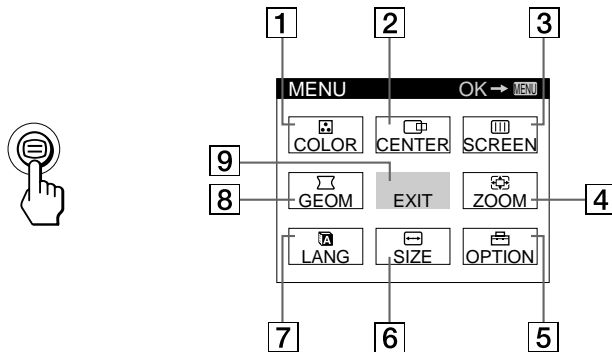 1 2 3
MENU OK→ MENU
COLOR CENTER SCREEN
9
8 GEOM EXIT ZOOM 4
LANG SIZE OPTION
7 6 5